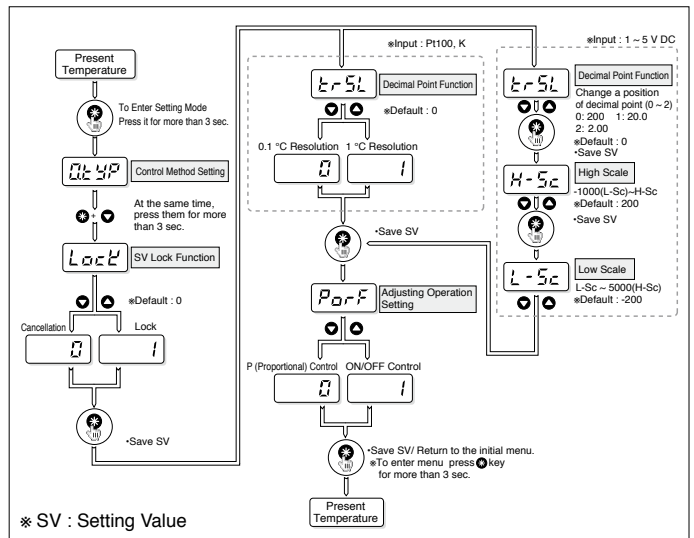 Present
Temperature
To Enter Setting Mode
Press it for more than 3 sec.
Control Method Setting
At the same time,
press them for more
than 3 sec.
LocK
SV Lock Function
※Default : 0
Cancellation
Lock
0
1
•Save SV
※Input : Pt100, K
trSL
Decimal Point Function
※Default : 0
0.1 °C Resolution
1 °C Resolution
0
1
•Save SV
PorF
Adjusting Operation
Setting
P (Proportional) Control
ON/OFF Control
0
1
•Save SV/ Return to the initial menu.
※To enter menu press ⊛ key
for more than 3 sec.
Present
Temperature
※Input : 1 ~ 5 V DC
trSL
Decimal Point Function
Change a position
of decimal point (0 ~ 2)
0: 200 1: 20.0
2: 2.00
※Default : 0
•Save SV
H-Sc
High Scale
-1000(L-Sc)~H-Sc
※Default : 200
•Save SV
L-Sc
Low Scale
L-Sc ~ 5000(H-Sc)
※Default : -200
※ SV : Setting Value